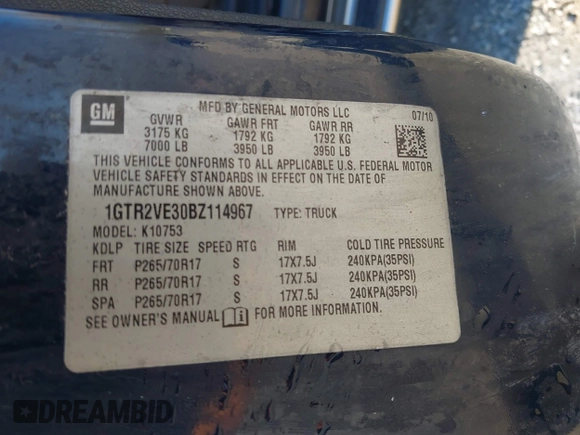 GM
MFD BY GENERAL MOTORS LLC 07/10
GVWR GAWR FRT GAWR RR
3175 KG 1792 KG 1792 KG
7000 LB 3950 LB 3950 LB
THIS VEHICLE CONFORMS TO ALL APPLICABLE U.S. FEDERAL MOTOR
VEHICLE SAFETY STANDARDS IN EFFECT ON THE DATE OF
MANUFACTURE SHOWN ABOVE.
1GTR2VE30BZ114967 TYPE: TRUCK
MODEL: K10753
KDLP TIRE SIZE SPEED RTG RIM COLD TIRE PRESSURE
FRT P265/70R17 S 17X7.5J 240KPA(35PSI)
RR P265/70R17 S 17X7.5J 240KPA(35PSI)
SPA P265/70R17 S 17X7.5J 240KPA(35PSI)
SEE OWNER'S MANUAL FOR MORE INFORMATION.
DREAMBID